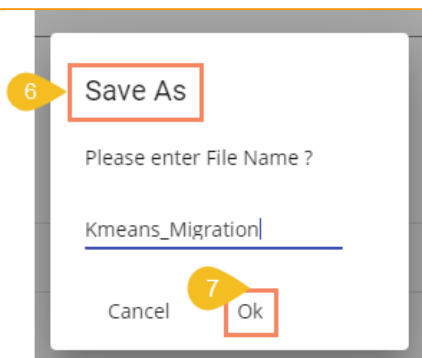 6
Save As
Please enter File Name ?
Kmeans_Migration
7
Cancel Ok